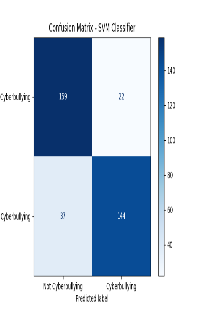 Confusion Matrix - SVM Classifier
Cyberbullying
159
22
Cyberbullying
37
144
Not Cyberbullying
Cyberbullying
Predicted label
140
120
100
80
60
40